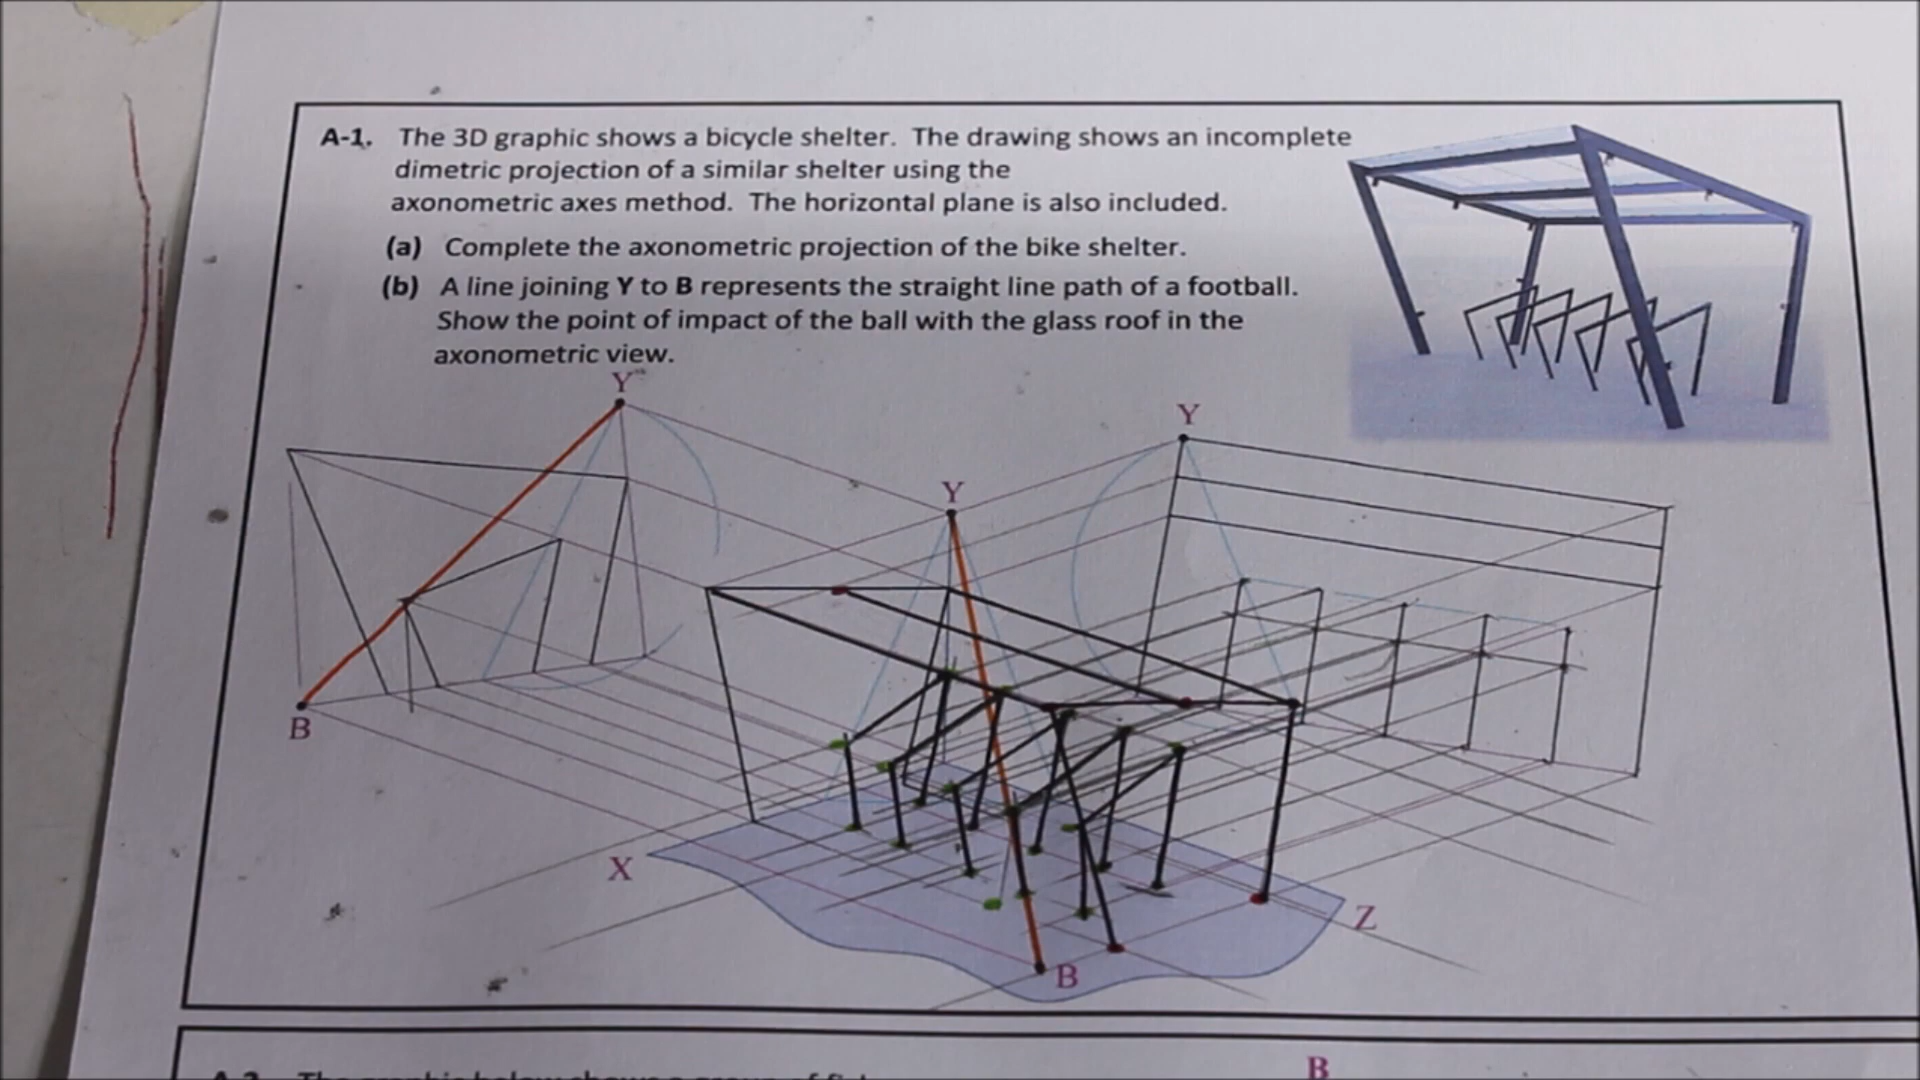 A-1. The 3D graphic shows a bicycle shelter. The drawing shows an incomplete
dimetric projection of a similar shelter using the
axonometric axes method. The horizontal plane is also included.
(a) Complete the axonometric projection of the bike shelter.
(b) A line joining Y to B represents the straight line path of a football.
Show the point of impact of the ball with the glass roof in the
axonometric view.
Y
Y
Y
B
X
Z
B
B